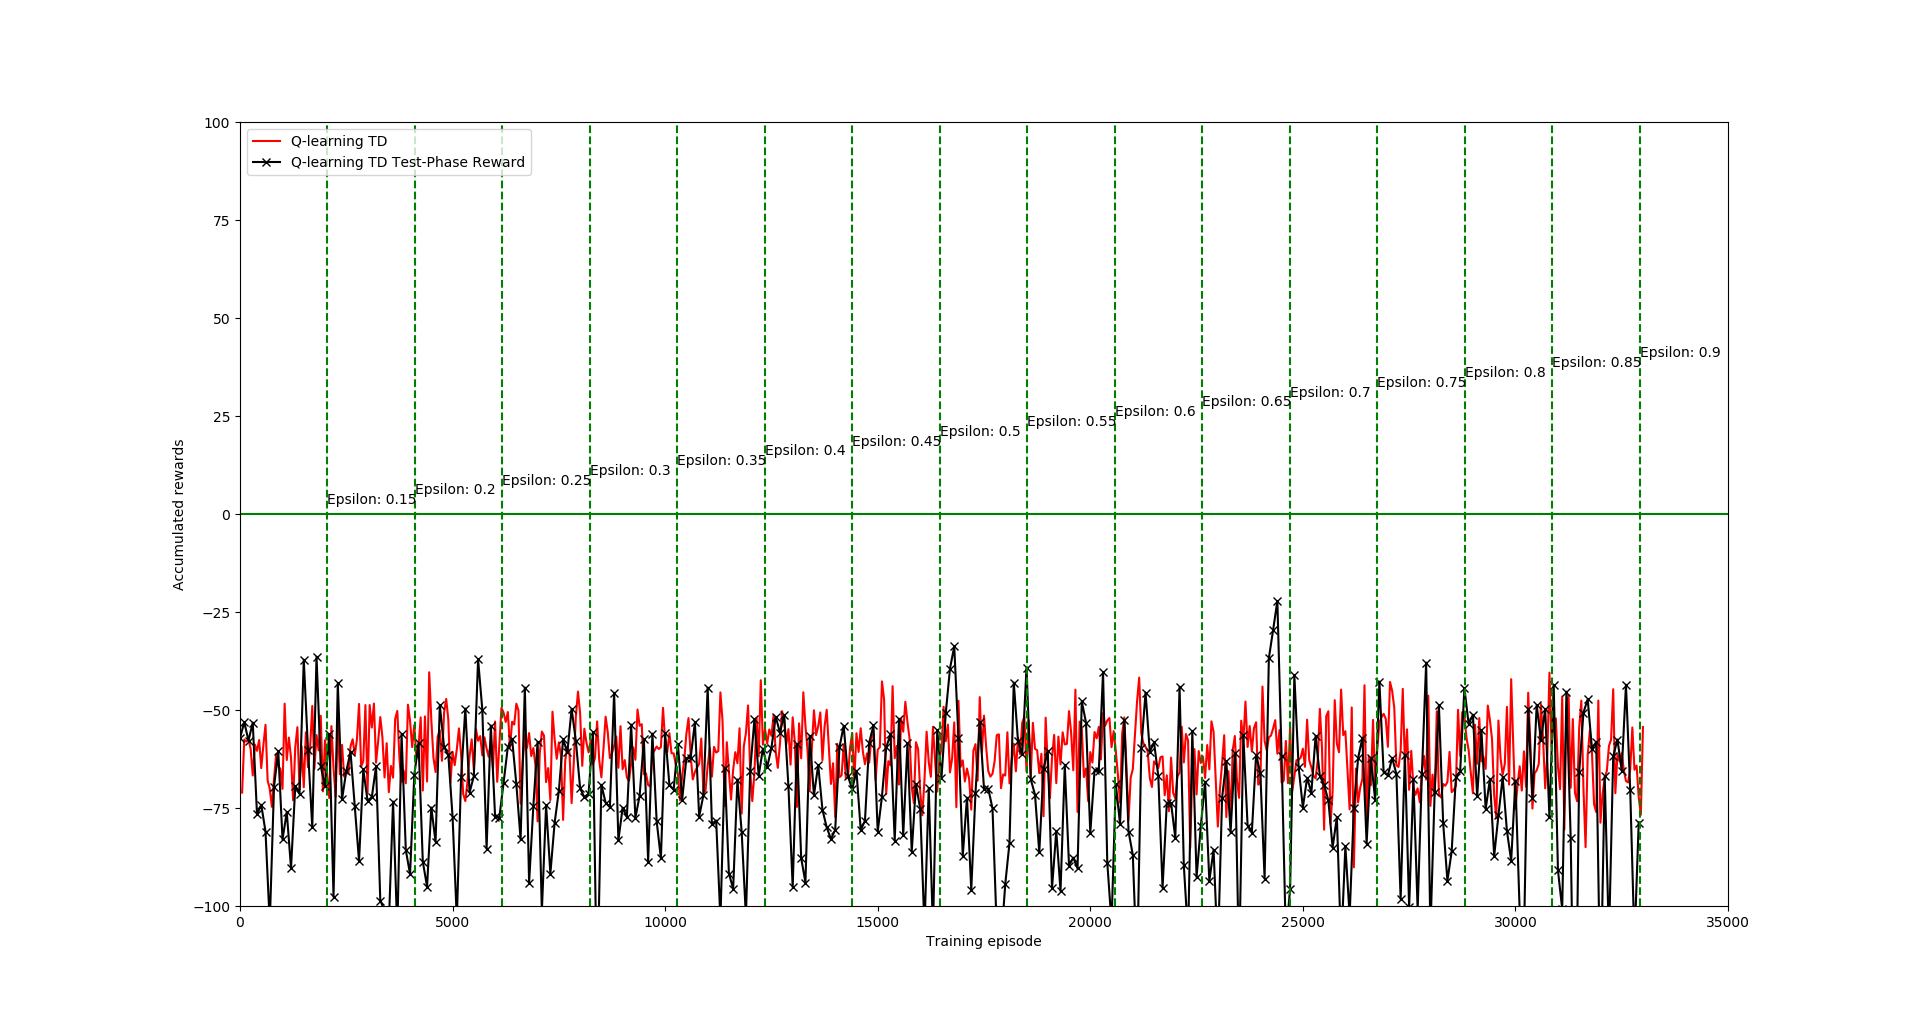 100
75
50
25
0
−25
−50
−75
−100
Accumulated rewards
Q-learning TD
Q-learning TD Test-Phase Reward
Epsilon: 0.15
Epsilon: 0.2
Epsilon: 0.25
Epsilon: 0.3
Epsilon: 0.35
Epsilon: 0.4
Epsilon: 0.45
Epsilon: 0.5
Epsilon: 0.55
Epsilon: 0.6
Epsilon: 0.65
Epsilon: 0.7
Epsilon: 0.75
Epsilon: 0.8
Epsilon: 0.85
Epsilon: 0.9
0 5000 10000 15000 20000 25000 30000 35000
Training episode